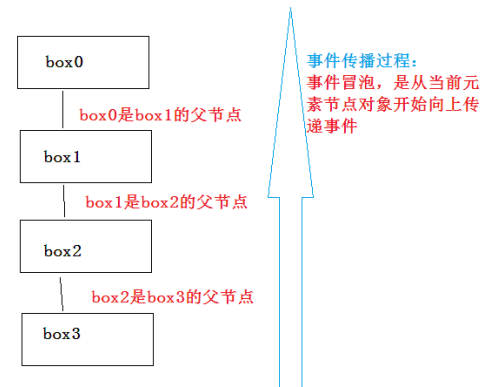 box0
box0是box1的父节点
box1
box1是box2的父节点
box2
box2是box3的父节点
box3
事件传播过程：
事件冒泡，是从当前元
素节点对象开始向上传
递事件